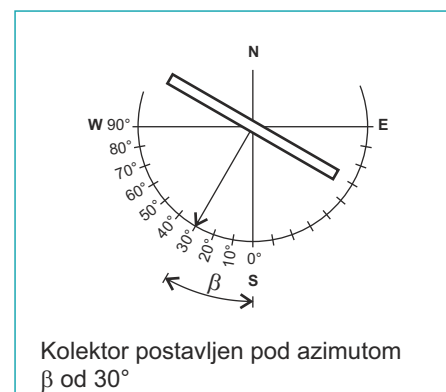 N
W 90° E
80°
70°
60°
50°
40°
30°
20°
10°
0°
S
β
Kolektor postavljen pod azimutom
β od 30°